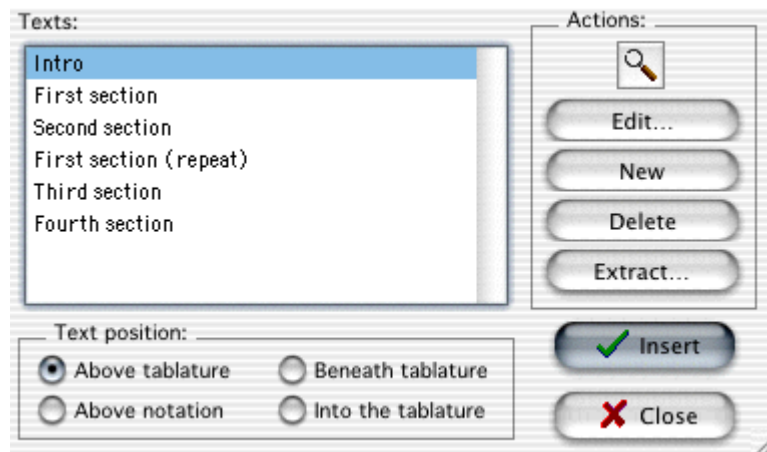 Texts:
Intro
First section
Second section
First section (repeat)
Third section
Fourth section
Actions:
Edit...
New
Delete
Extract...
Text position:
Above tablature
Beneath tablature
Above notation
Into the tablature
Insert
Close